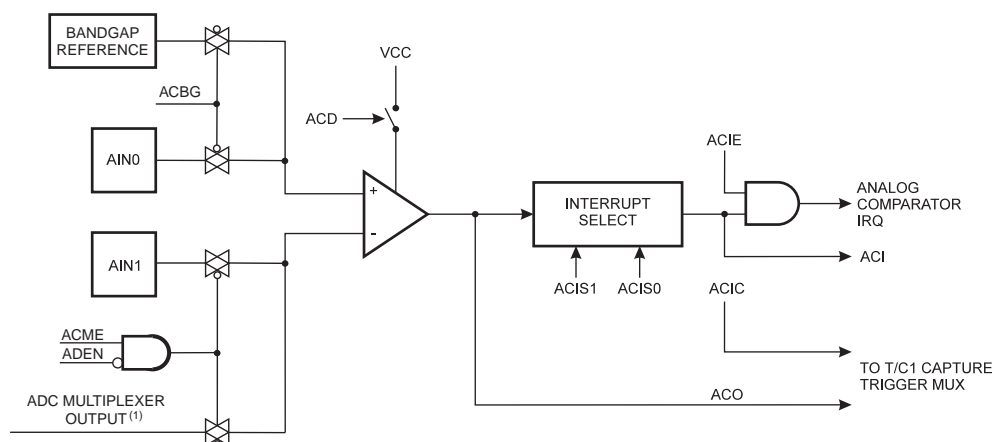 BANDGAP
REFERENCE
ACBG
AIN0
VCC
ACD
+
-
AIN1
ACME
ADEN
ADC MULTIPLEXER
OUTPUT(1)
INTERRUPT
SELECT
ACIS1
ACIS0
ACIE
ANALOG
COMPARATOR
IRQ
ACI
ACIC
TO T/C1 CAPTURE
TRIGGER MUX
ACO